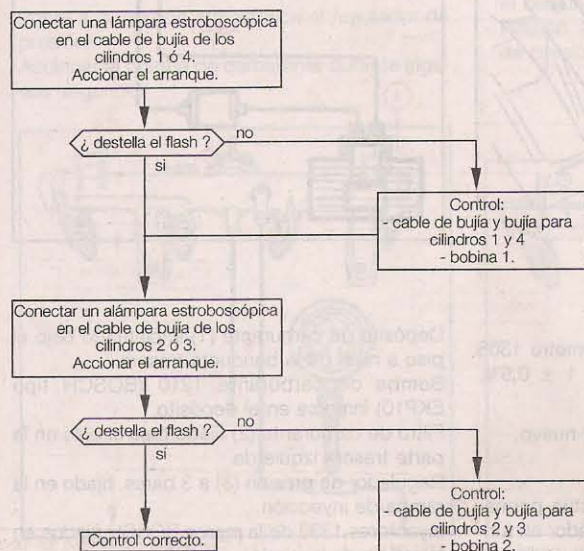 Conectar una lámpara estroboscópica
en el cable de bujía de los
cilindros 1 ó 4.
Accionar el arranque.
¿ destella el flash ?
no
si
Control:
- cable de bujía y bujía para
cilindros 1 y 4
- bobina 1.
Conectar un alámpara estroboscópica
en el cable de bujía de los
cilindros 2 ó 3.
Accionar el arranque.
¿ destella el flash ?
no
si
Control:
- cable de bujía y bujía para
cilindros 2 y 3
- bobina 2.
Control correcto.